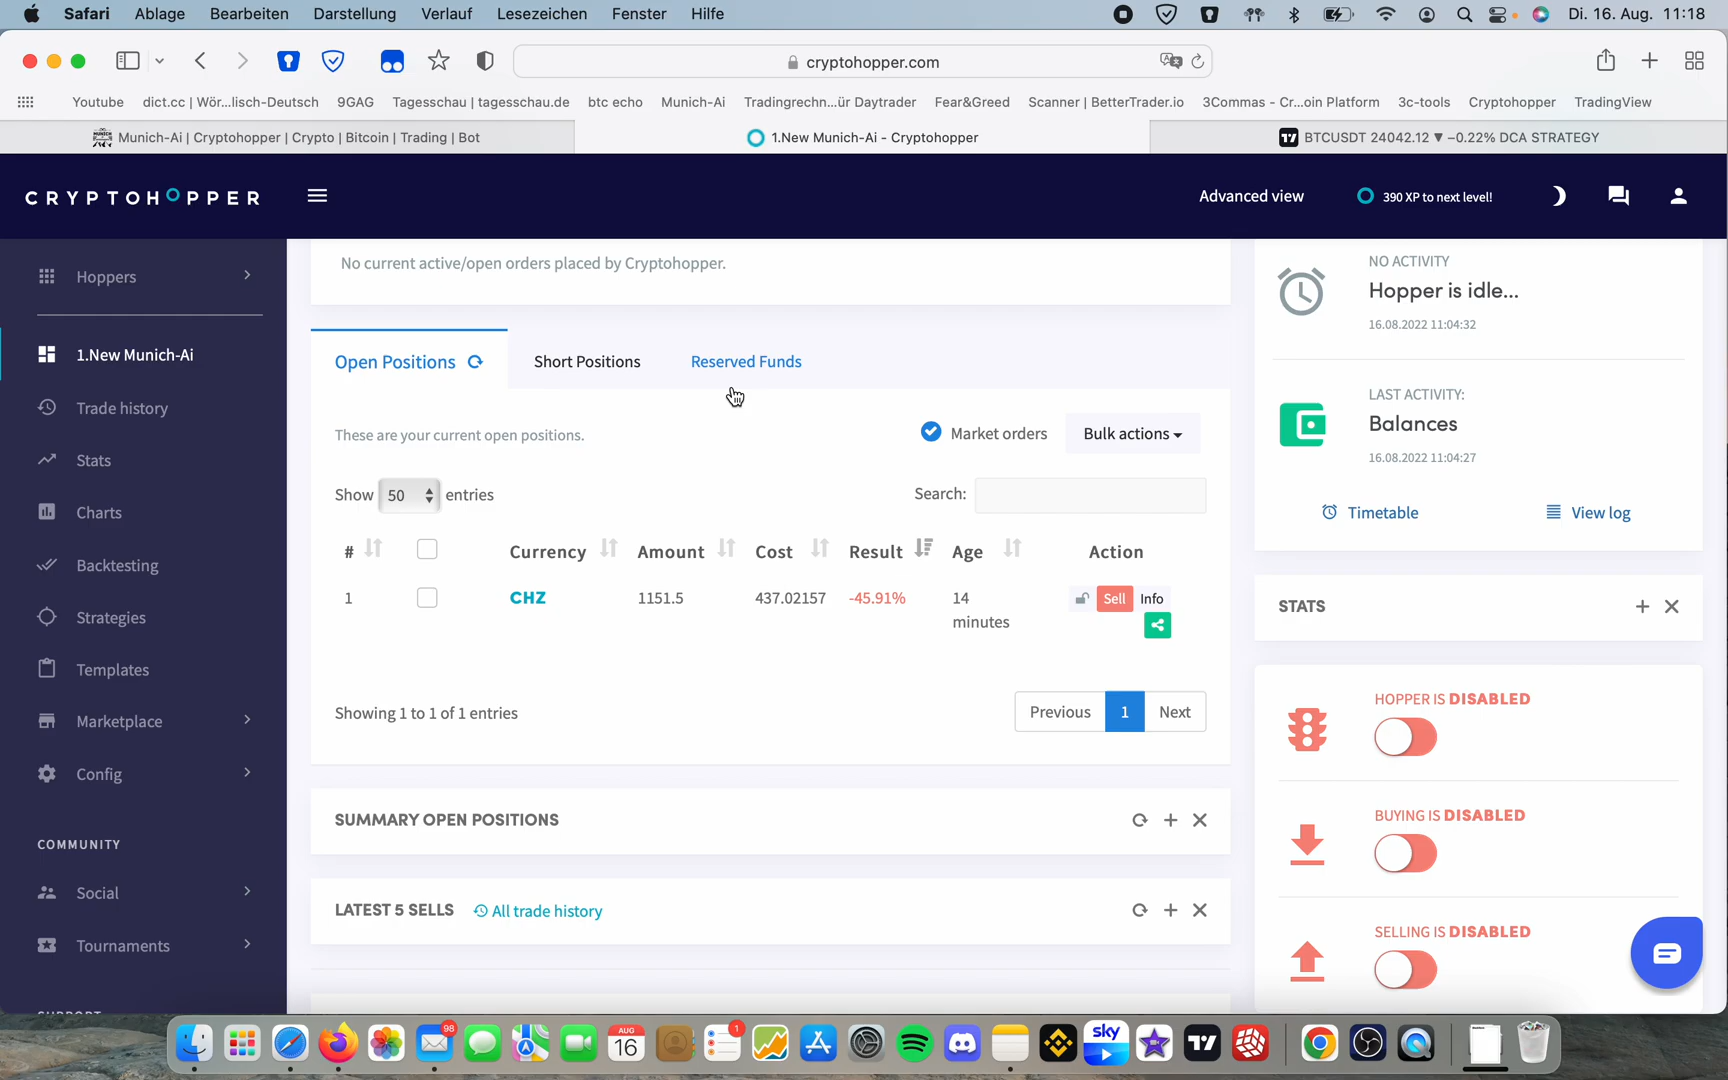 Safari Ablage Bearbeiten Darstellung Verlauf Lesezeichen Fenster Hilfe Di. 16. Aug. 11:18
cryptohopper.com
Youtube dict.cc | Wör...lisch-Deutsch 9GAG Tagesschau | tagesschau.de btc echo Munich-Ai Tradingrechn...ür Daytrader Fear&Greed Scanner | BetterTrader.io 3Commas - Cr...oin Platform 3c-tools Cryptohopper TradingView
Munich-Ai | Cryptohopper | Crypto | Bitcoin | Trading | Bot 1.New Munich-Ai - Cryptohopper BTCUSDT 24042.12 ▼ −0.22% DCA STRATEGY
CRYPTOHOPPER Advanced view 390 XP to next level!
Hoppers
1.New Munich-Ai
Trade history
Stats
Charts
Backtesting
Strategies
Templates
Marketplace
Config
COMMUNITY
Social
Tournaments
No current active/open orders placed by Cryptohopper.
Open Positions Short Positions Reserved Funds
These are your current open positions. Market orders Bulk actions
Show 50 entries Search:
# Currency Amount Cost Result Age Action
1 CHZ 1151.5 437.02157 -45.91% 14 minutes Sell Info
Showing 1 to 1 of 1 entries Previous 1 Next
SUMMARY OPEN POSITIONS
LATEST 5 SELLS All trade history
NO ACTIVITY
Hopper is idle...
16.08.2022 11:04:32
LAST ACTIVITY:
Balances
16.08.2022 11:04:27
Timetable View log
STATS
HOPPER IS DISABLED
BUYING IS DISABLED
SELLING IS DISABLED
98
AUG
16
1
sky